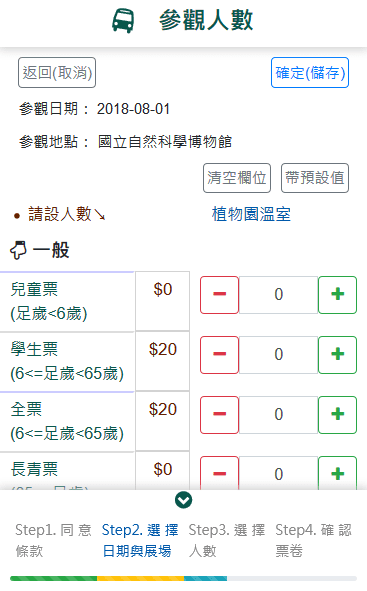 參觀人數
返回(取消) 確定(儲存)
參觀日期： 2018-08-01
參觀地點： 國立自然科學博物館
清空欄位 帶預設值
• 請設人數↘ 植物園溫室
一般
兒童票 $0 0
(足歲<6歲)
學生票 $20 0
(6<=足歲<65歲)
全票 $20 0
(6<=足歲<65歲)
長青票 $0 0
Step1. 同意 Step2. 選擇 Step3. 選擇 Step4. 確認
條款 日期與展場 人數 票卷